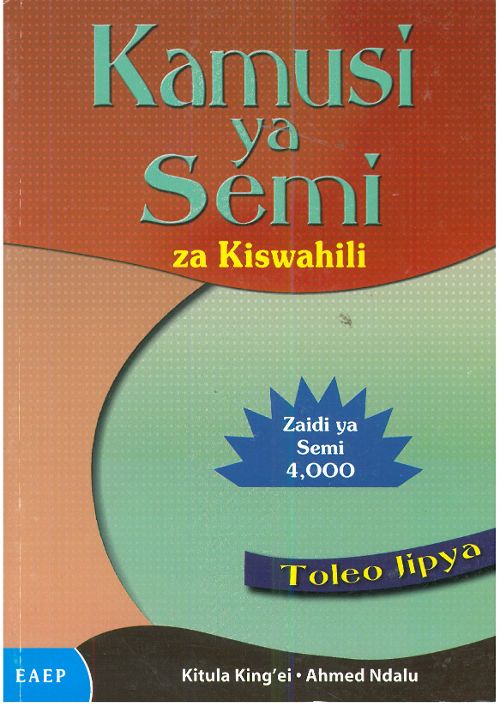 Kamusi
ya
Semi
za Kiswahili
Zaidi ya
Semi
4,000
Toleo Jipya
EAEP
Kitula King'ei • Ahmed Ndalu